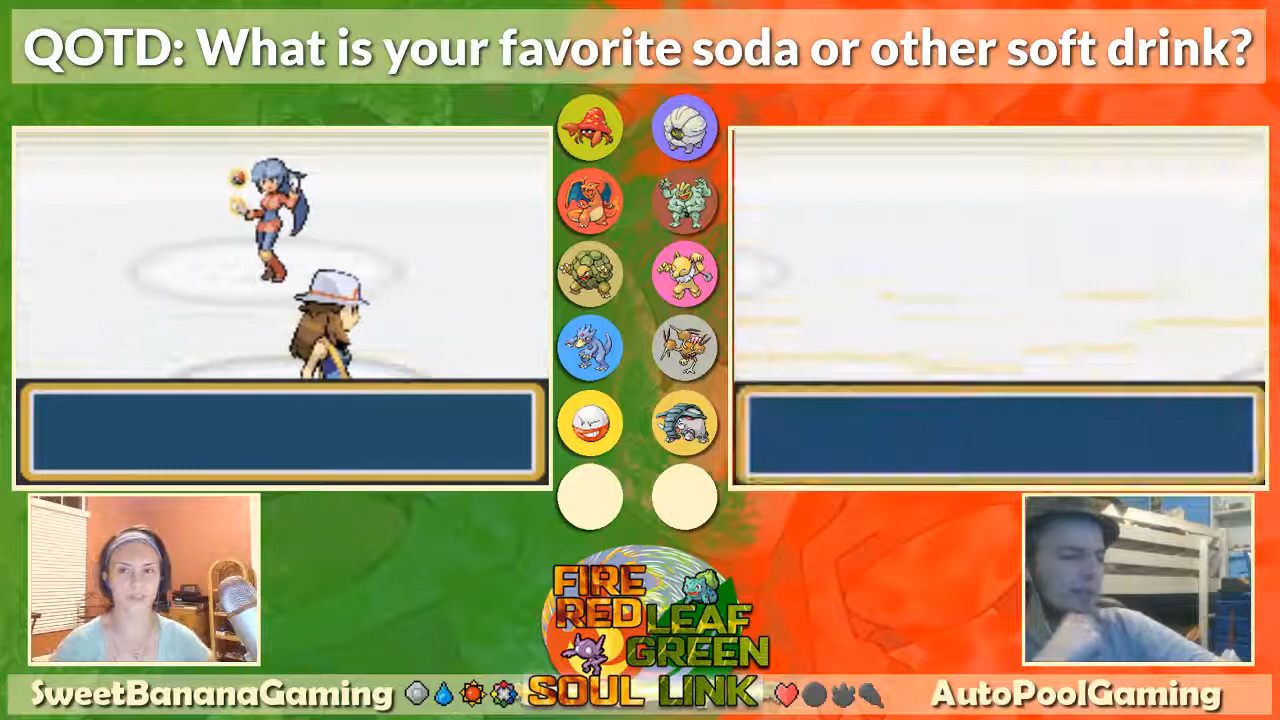 QOTD: What is your favorite soda or other soft drink?
FIRE
RED
LEAF
GREEN
SOUL LINK
SweetBananaGaming
AutoPoolGaming